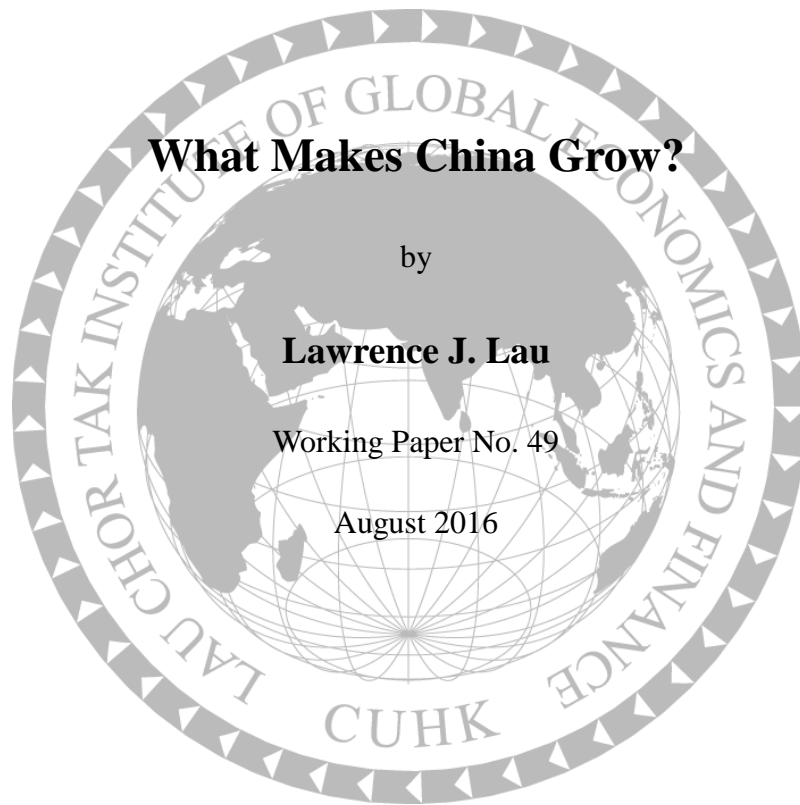 LAU CHOR TAK INSTITUTE OF GLOBAL ECONOMICS AND FINANCE
What Makes China Grow?
by
Lawrence J. Lau
Working Paper No. 49
August 2016
CUHK